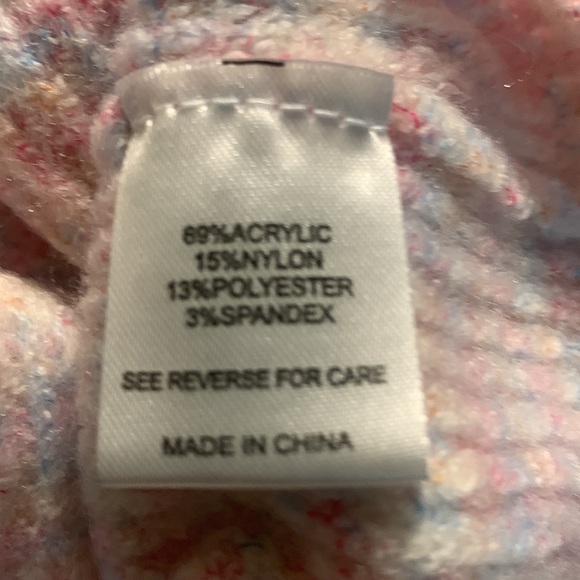 69%ACRYLIC
15%NYLON
13%POLYESTER
3%SPANDEX
SEE REVERSE FOR CARE
MADE IN CHINA